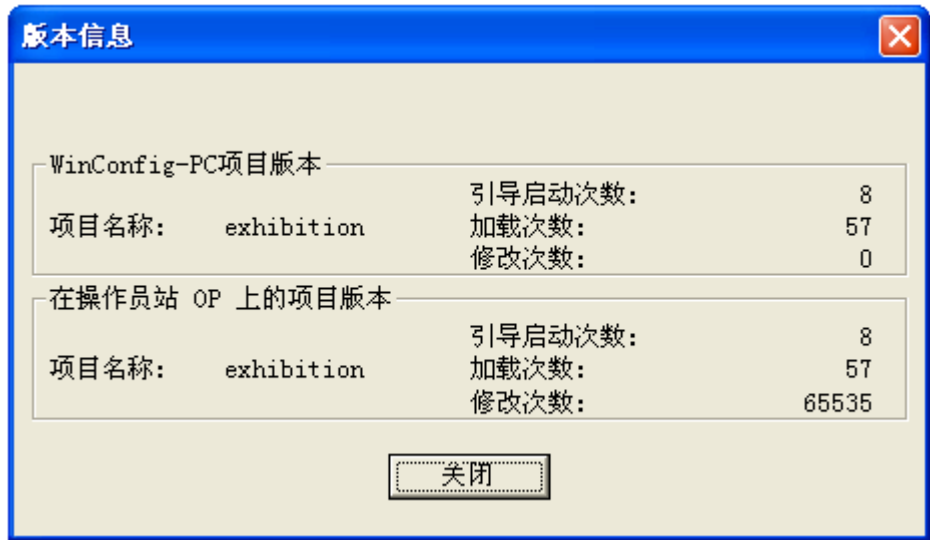 版本信息
WinConfig-PC项目版本
引导启动次数: 8
项目名称: exhibition 加载次数: 57
修改次数: 0
在操作员站 OP 上的项目版本
引导启动次数: 8
项目名称: exhibition 加载次数: 57
修改次数: 65535
关闭